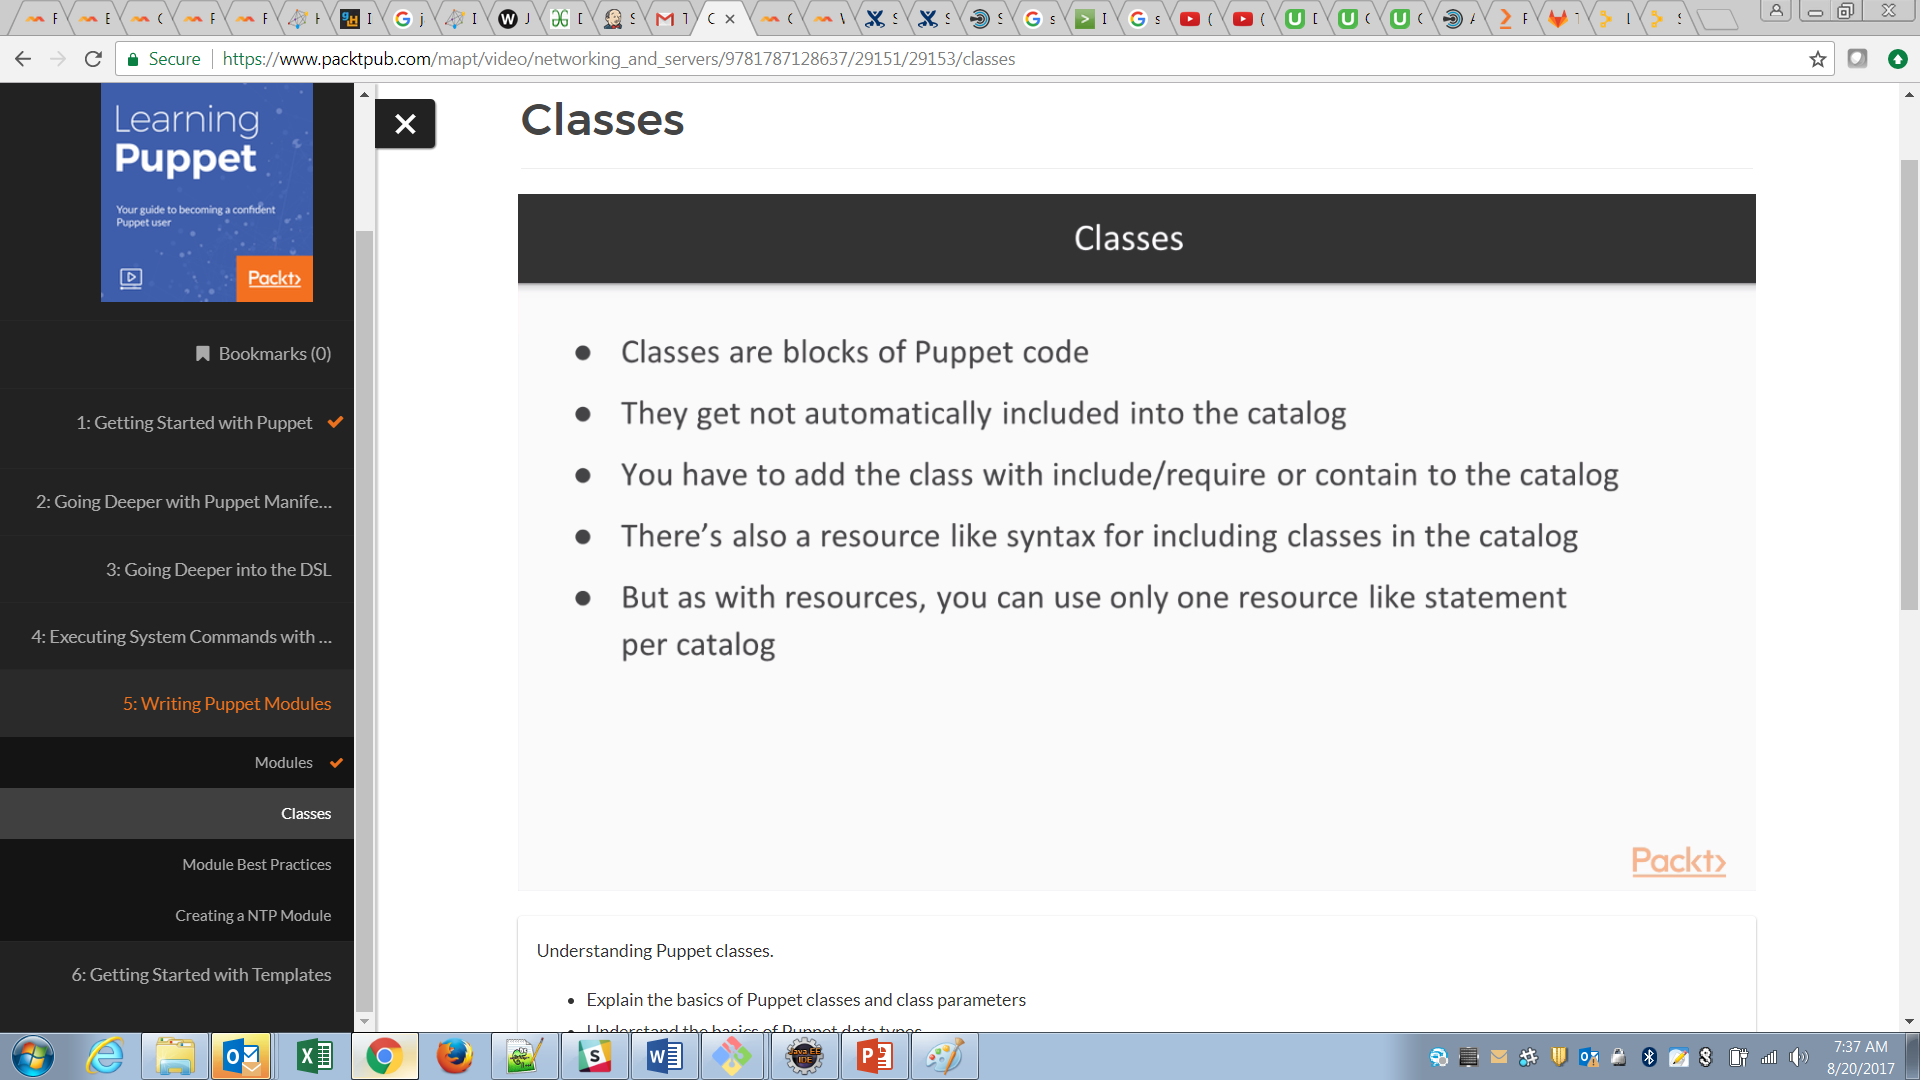 Secure
https://www.packtpub.com/mapt/video/networking_and_servers/9781787128637/29151/29153/classes
Learning
Puppet
Your guide to becoming a confident
Puppet user
Packt>
Bookmarks (0)
1: Getting Started with Puppet
2: Going Deeper with Puppet Manife...
3: Going Deeper into the DSL
4: Executing System Commands with ...
5: Writing Puppet Modules
Modules
Classes
Module Best Practices
Creating a NTP Module
6: Getting Started with Templates
Classes
Classes
● Classes are blocks of Puppet code
● They get not automatically included into the catalog
● You have to add the class with include/require or contain to the catalog
● There’s also a resource like syntax for including classes in the catalog
● But as with resources, you can use only one resource like statement
per catalog
Packt>
Understanding Puppet classes.
• Explain the basics of Puppet classes and class parameters
• Understand the basics of Puppet data types
7:37 AM
8/20/2017